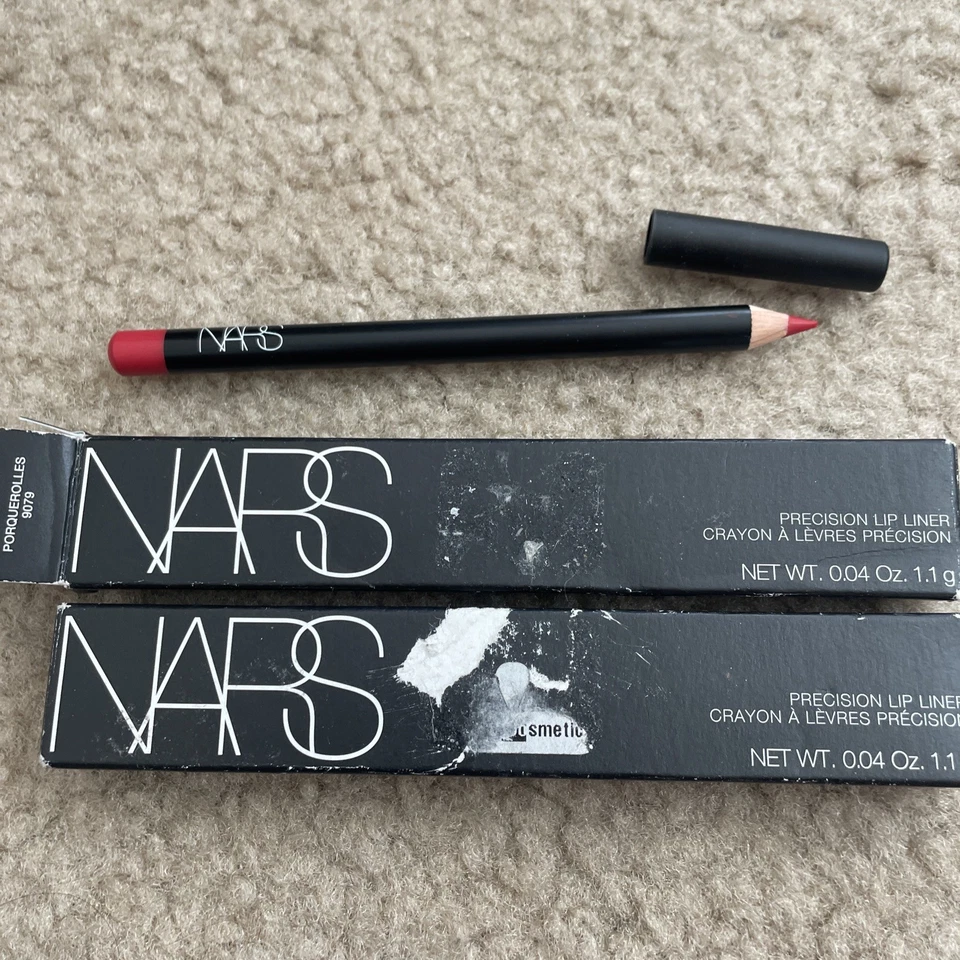 NARS
PORQUEROLLES
9079
NARS
PRECISION LIP LINER
CRAYON À LÈVRES PRÉCISION
NET WT. 0.04 Oz. 1.1 g
NARS
smetic
PRECISION LIP LINER
CRAYON À LÈVRES PRÉCISION
NET WT. 0.04 Oz. 1.1